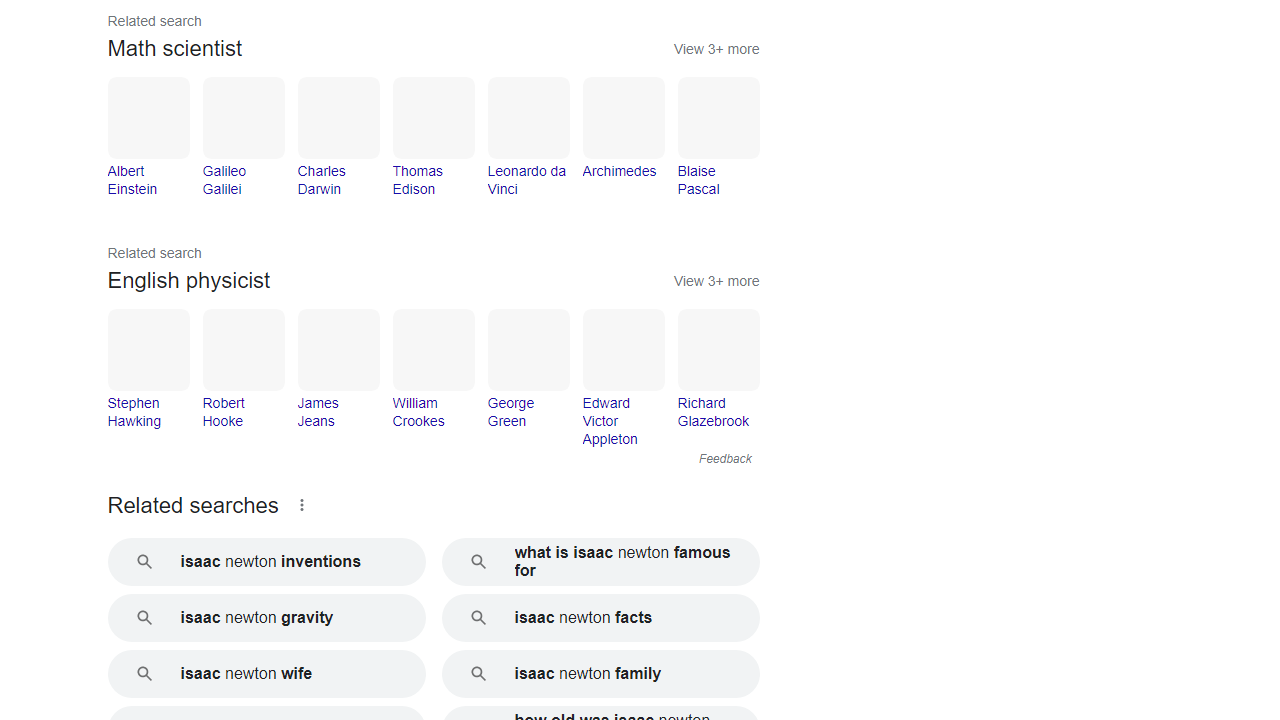 Related search
Math scientist
View 3+ more
Albert
Einstein
Galileo
Galilei
Charles
Darwin
Thomas
Edison
Leonardo da
Vinci
Archimedes
Blaise
Pascal
Related search
English physicist
View 3+ more
Stephen
Hawking
Robert
Hooke
James
Jeans
William
Crookes
George
Green
Edward
Victor
Appleton
Richard
Glazebrook
Feedback
Related searches
isaac newton inventions
what is isaac newton famous
for
isaac newton gravity
isaac newton facts
isaac newton wife
isaac newton family
how old was isaac newton